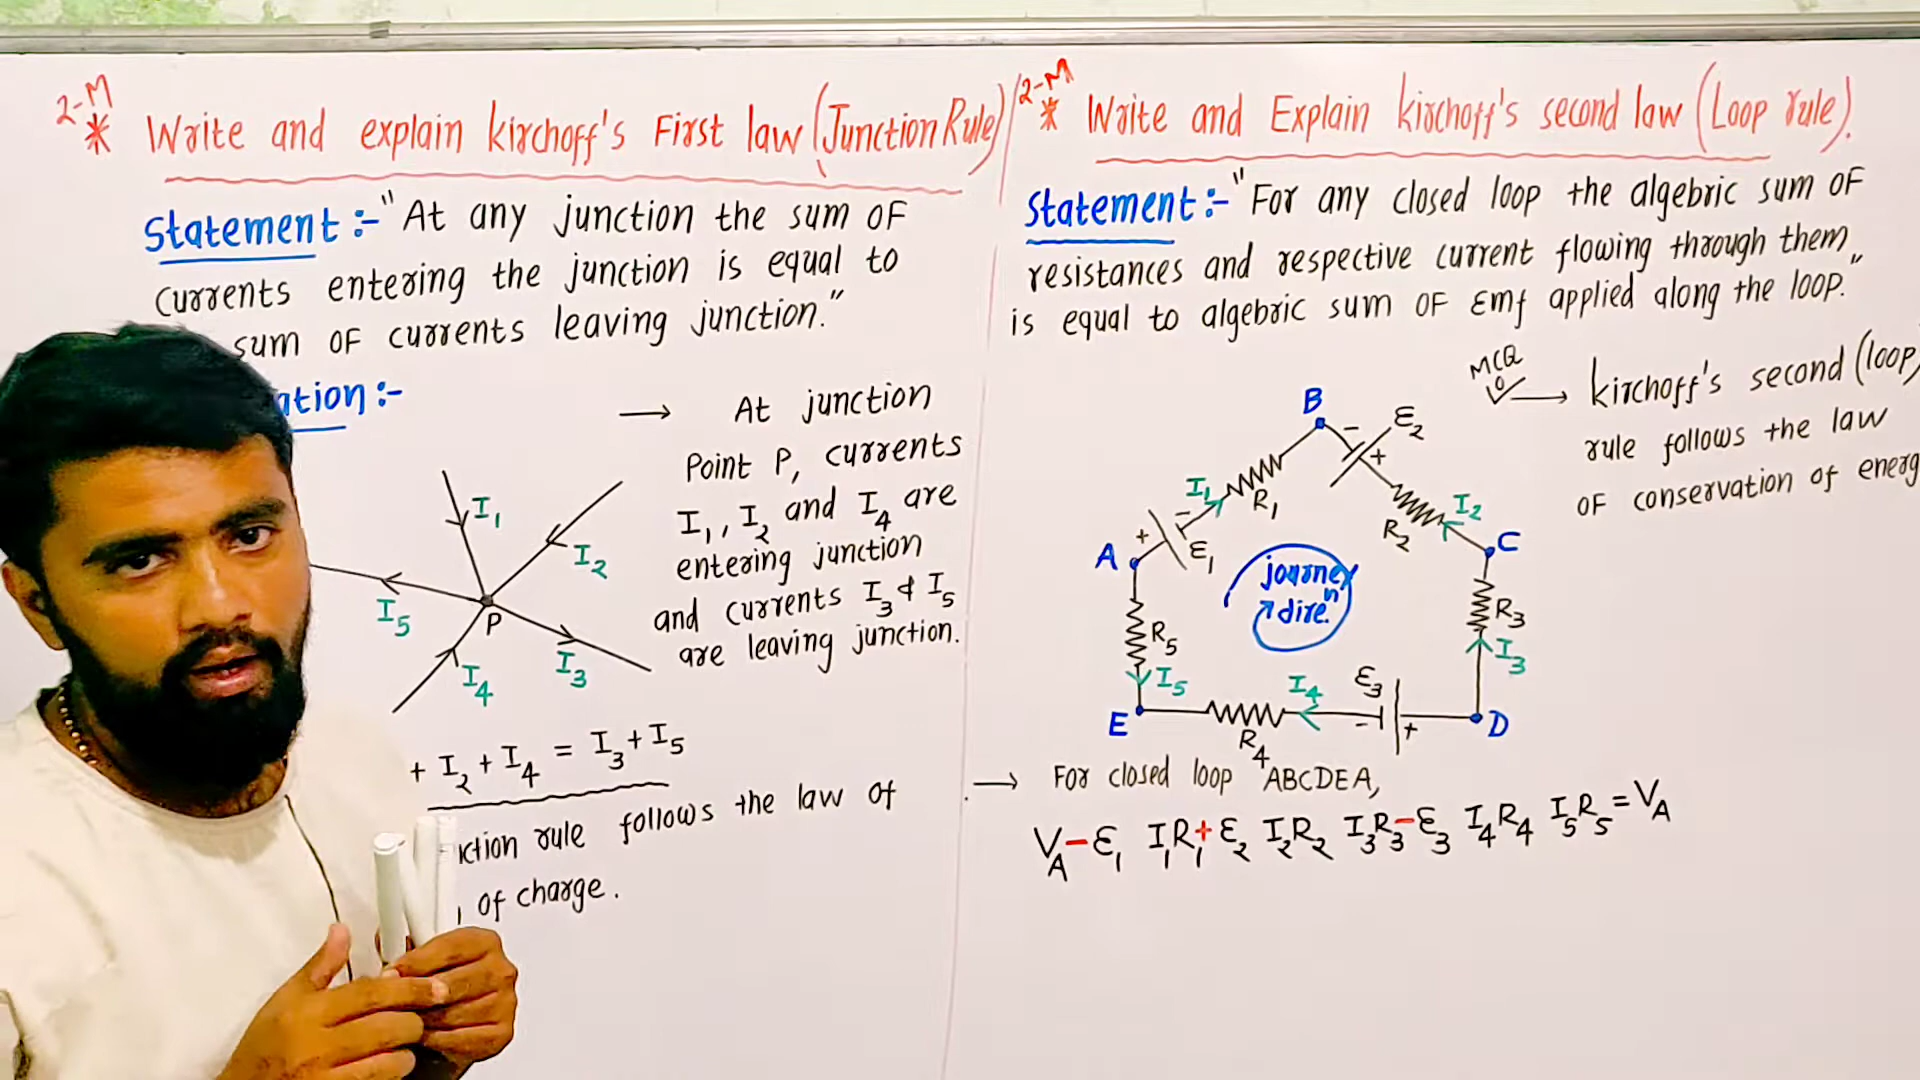 2-M
* Write and explain kirchoff's First law (Junction Rule)
Statement :- "At any junction the sum OF
currents entering the junction is equal to
sum OF currents leaving junction."
ation :-
→ At junction
Point P, currents
I₁, I₂ and I₄ are
entering junction
and currents I₃ & I₅
are leaving junction.
I₁
I₂
I₅
P
I₄
I₃
+ I₂ + I₄ = I₃ + I₅
ction rule follows the law of
of charge.
2-M
* Write and Explain kirchoff's second law (Loop rule).
Statement :- "For any closed loop the algebric sum OF
resistances and respective current flowing through them
is equal to algebric sum OF Emf applied along the loop."
MCQ
→ kirchoff's second (loop)
rule follows the law
OF conservation of energ
B
- ε₂
+
I₁
R₁
R₂
I₂
C
A
+ -
ε₁
journey
direⁿ.
R₃
I₃
R₅
I₅
I₄
ε₃
E
R₄
- +
D
→ For closed loop ABCDEA,
V_A - ε₁ I₁R₁ + ε₂ I₂R₂ I₃R₃ - ε₃ I₄R₄ I₅R₅ = V_A